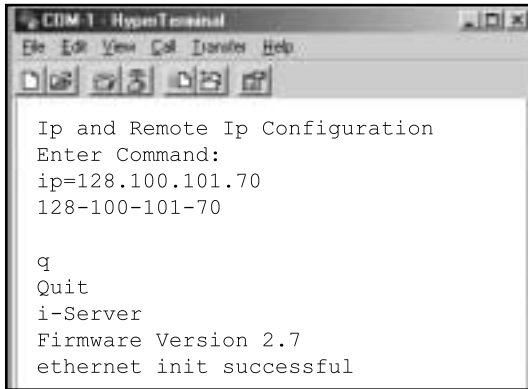 COM-1 - HyperTerminal
File Edit View Call Transfer Help
Ip and Remote Ip Configuration
Enter Command:
ip=128.100.101.70
128-100-101-70
q
Quit
i-Server
Firmware Version 2.7
ethernet init successful